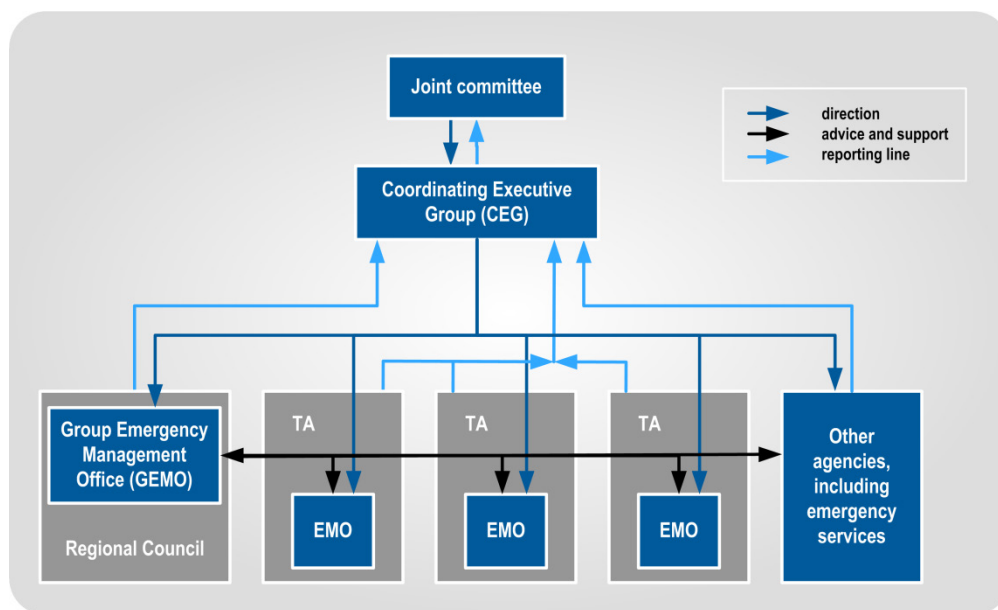 Joint committee
direction
advice and support
reporting line
Coordinating Executive
Group (CEG)
Group Emergency
Management
Office (GEMO)
Regional Council
TA
EMO
TA
EMO
TA
EMO
Other
agencies,
including
emergency
services